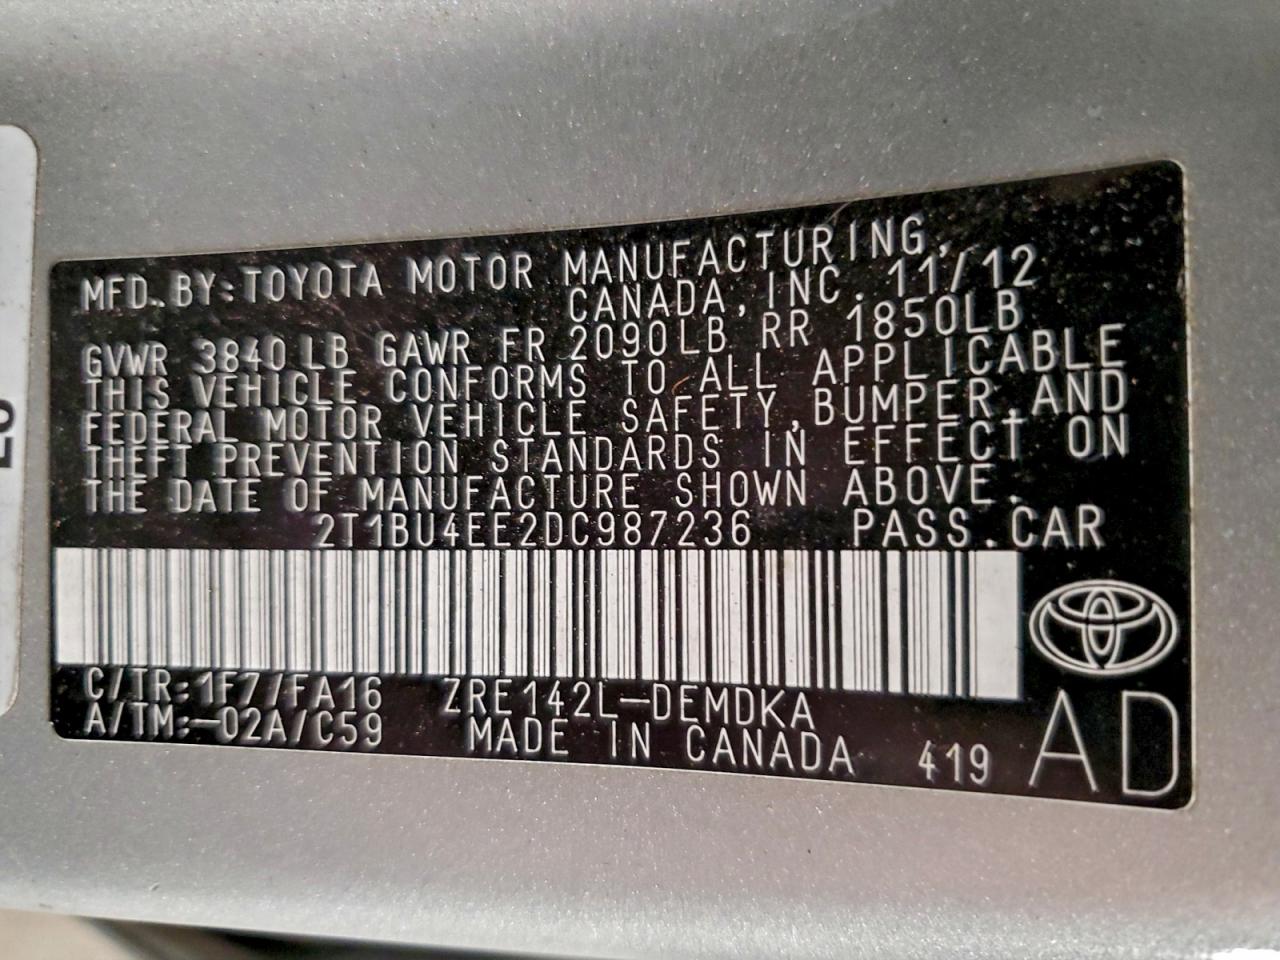 MFD. BY: TOYOTA MOTOR MANUFACTURING,
CANADA, INC. 11/12
GVWR 3840LB GAWR FR 2090LB RR 1850LB
THIS VEHICLE CONFORMS TO ALL APPLICABLE
FEDERAL MOTOR VEHICLE SAFETY, BUMPER, AND
THEFT PREVENTION STANDARDS IN EFFECT ON
THE DATE OF MANUFACTURE SHOWN ABOVE.
2T1BU4EE2DC987236 PASS. CAR
C/TR: 1F7/FA16 ZRE142L-DEMDKA
A/TM: -02A/C59 MADE IN CANADA 419 AD